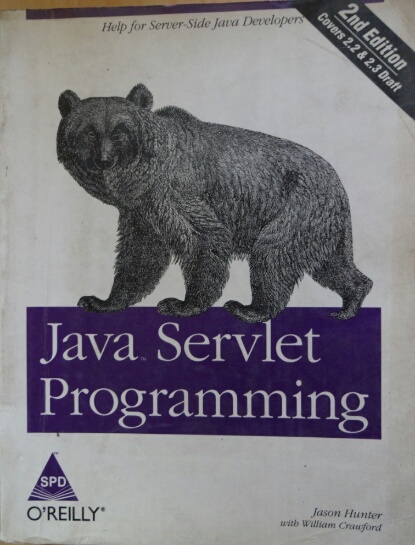 Help for Server-Side Java Developers
2nd Edition
Covers 2.2 & 2.3 Draft
Java™ Servlet
Programming
SPD
O'REILLY®
Jason Hunter
with William Crawford